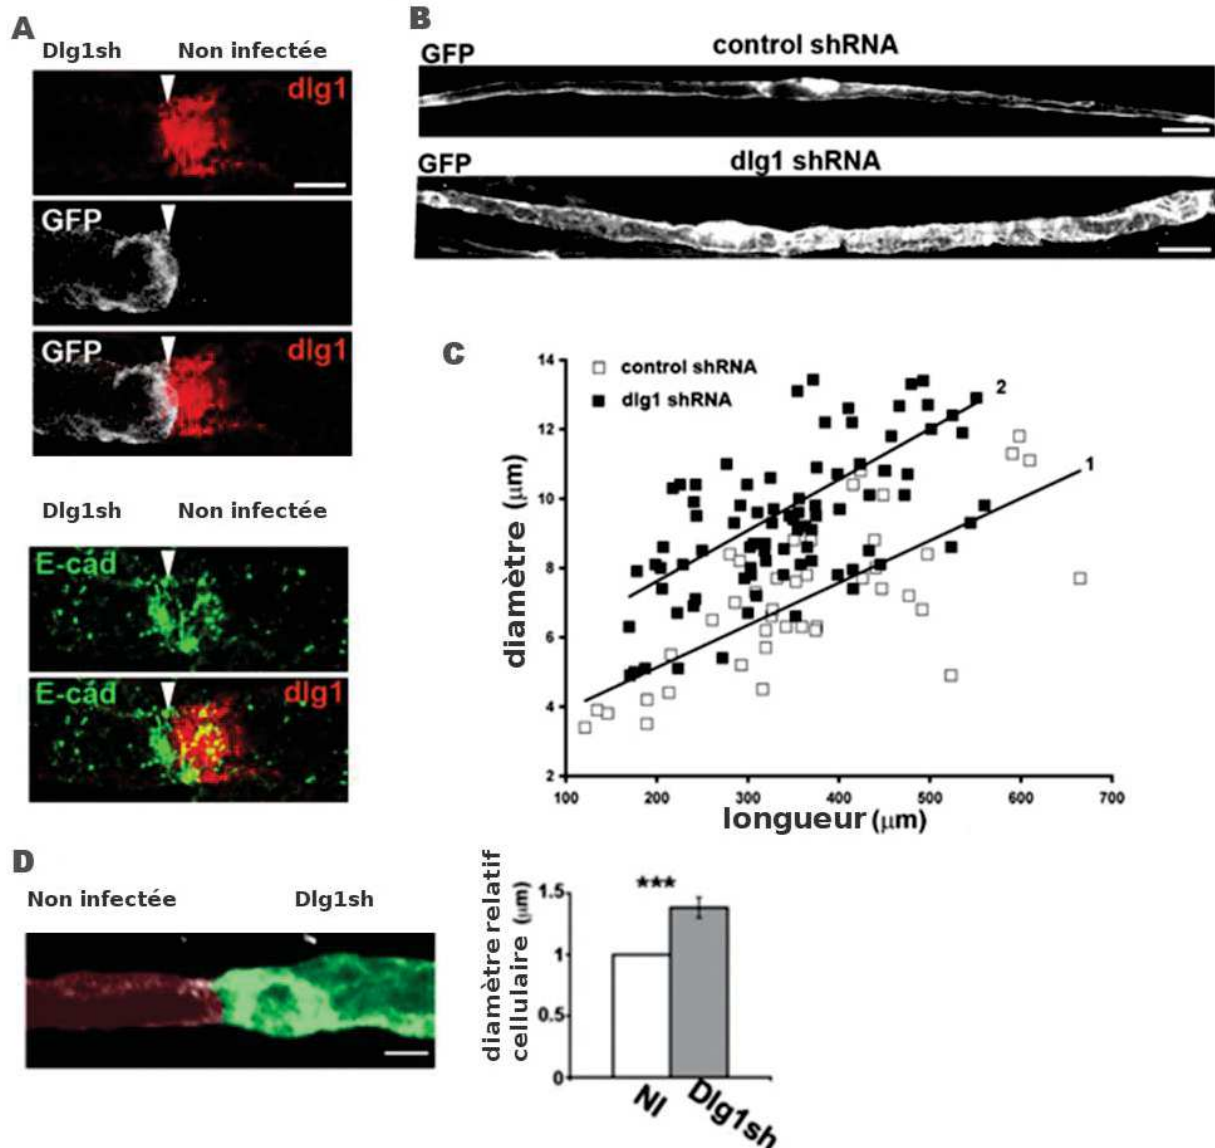 A
Dlg1sh Non infectée
dlg1
GFP
GFP dlg1
Dlg1sh Non infectée
E-cad
E-cad dlg1
B
control shRNA
GFP
dlg1 shRNA
GFP
C
14
12
10
8
6
4
2
100 200 300 400 500 600 700
control shRNA
dlg1 shRNA
2
1
diamètre (μm)
longueur (μm)
D
Non infectée Dlg1sh
diamètre relatif
cellulaire (μm)
1.5
1
0.5
0
***
NI Dlg1sh